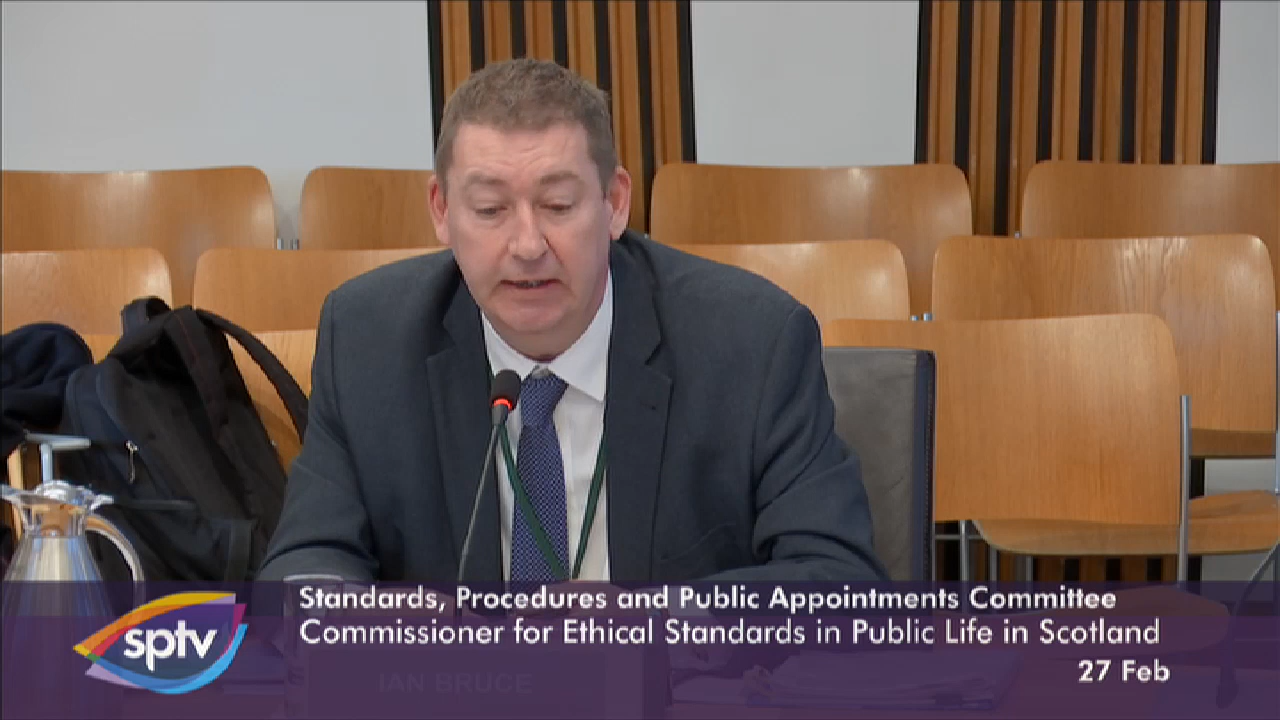 Standards, Procedures and Public Appointments Committee
Commissioner for Ethical Standards in Public Life in Scotland
sptv
27 Feb
IAN BRUCE